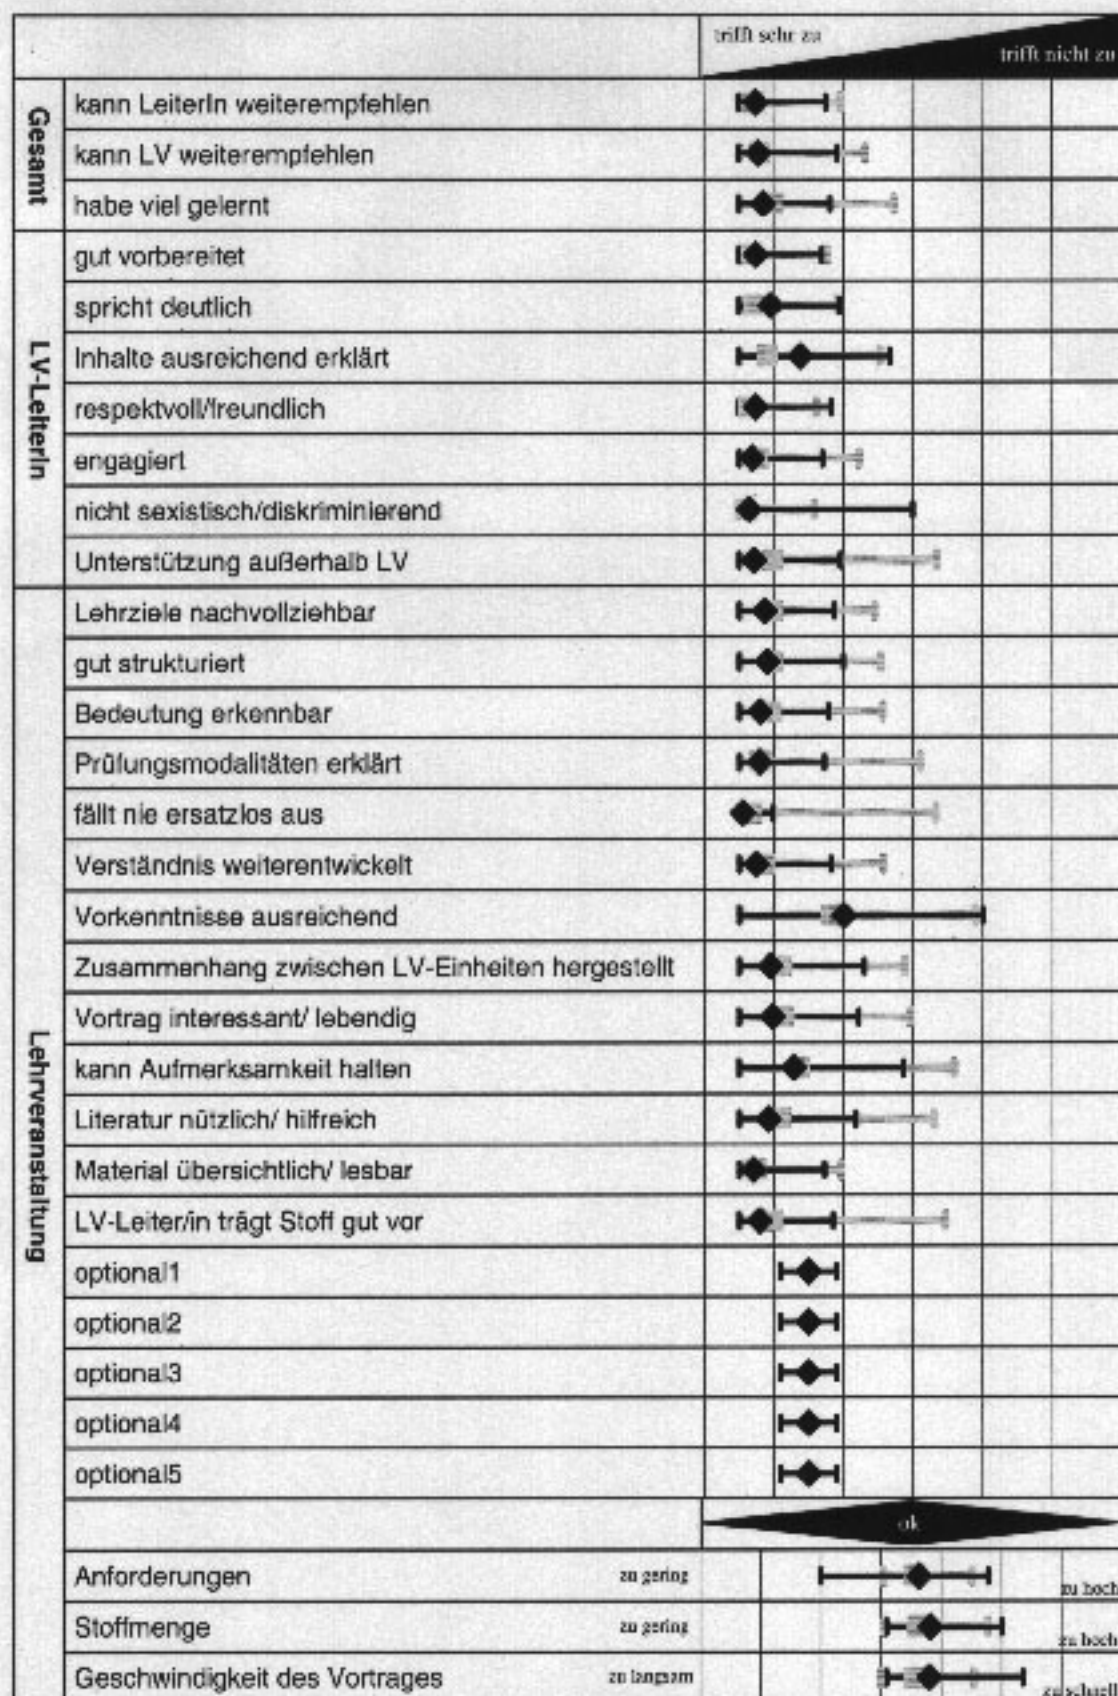 trifft sehr zu
trifft nicht zu
Gesamt
kann LeiterIn weiterempfehlen
kann LV weiterempfehlen
habe viel gelernt
LV-LeiterIn
gut vorbereitet
spricht deutlich
Inhalte ausreichend erklärt
respektvoll/freundlich
engagiert
nicht sexistisch/diskriminierend
Unterstützung außerhalb LV
Lehrveranstaltung
Lehrziele nachvollziehbar
gut strukturiert
Bedeutung erkennbar
Prüfungsmodalitäten erklärt
fällt nie ersatzlos aus
Verständnis weiterentwickelt
Vorkenntnisse ausreichend
Zusammenhang zwischen LV-Einheiten hergestellt
Vortrag interessant/ lebendig
kann Aufmerksamkeit halten
Literatur nützlich/ hilfreich
Material übersichtlich/ lesbar
LV-Leiter/in trägt Stoff gut vor
optional1
optional2
optional3
optional4
optional5
ok
Anforderungen zu gering zu hoch
Stoffmenge zu gering zu hoch
Geschwindigkeit des Vortrages zu langsam zu schnell